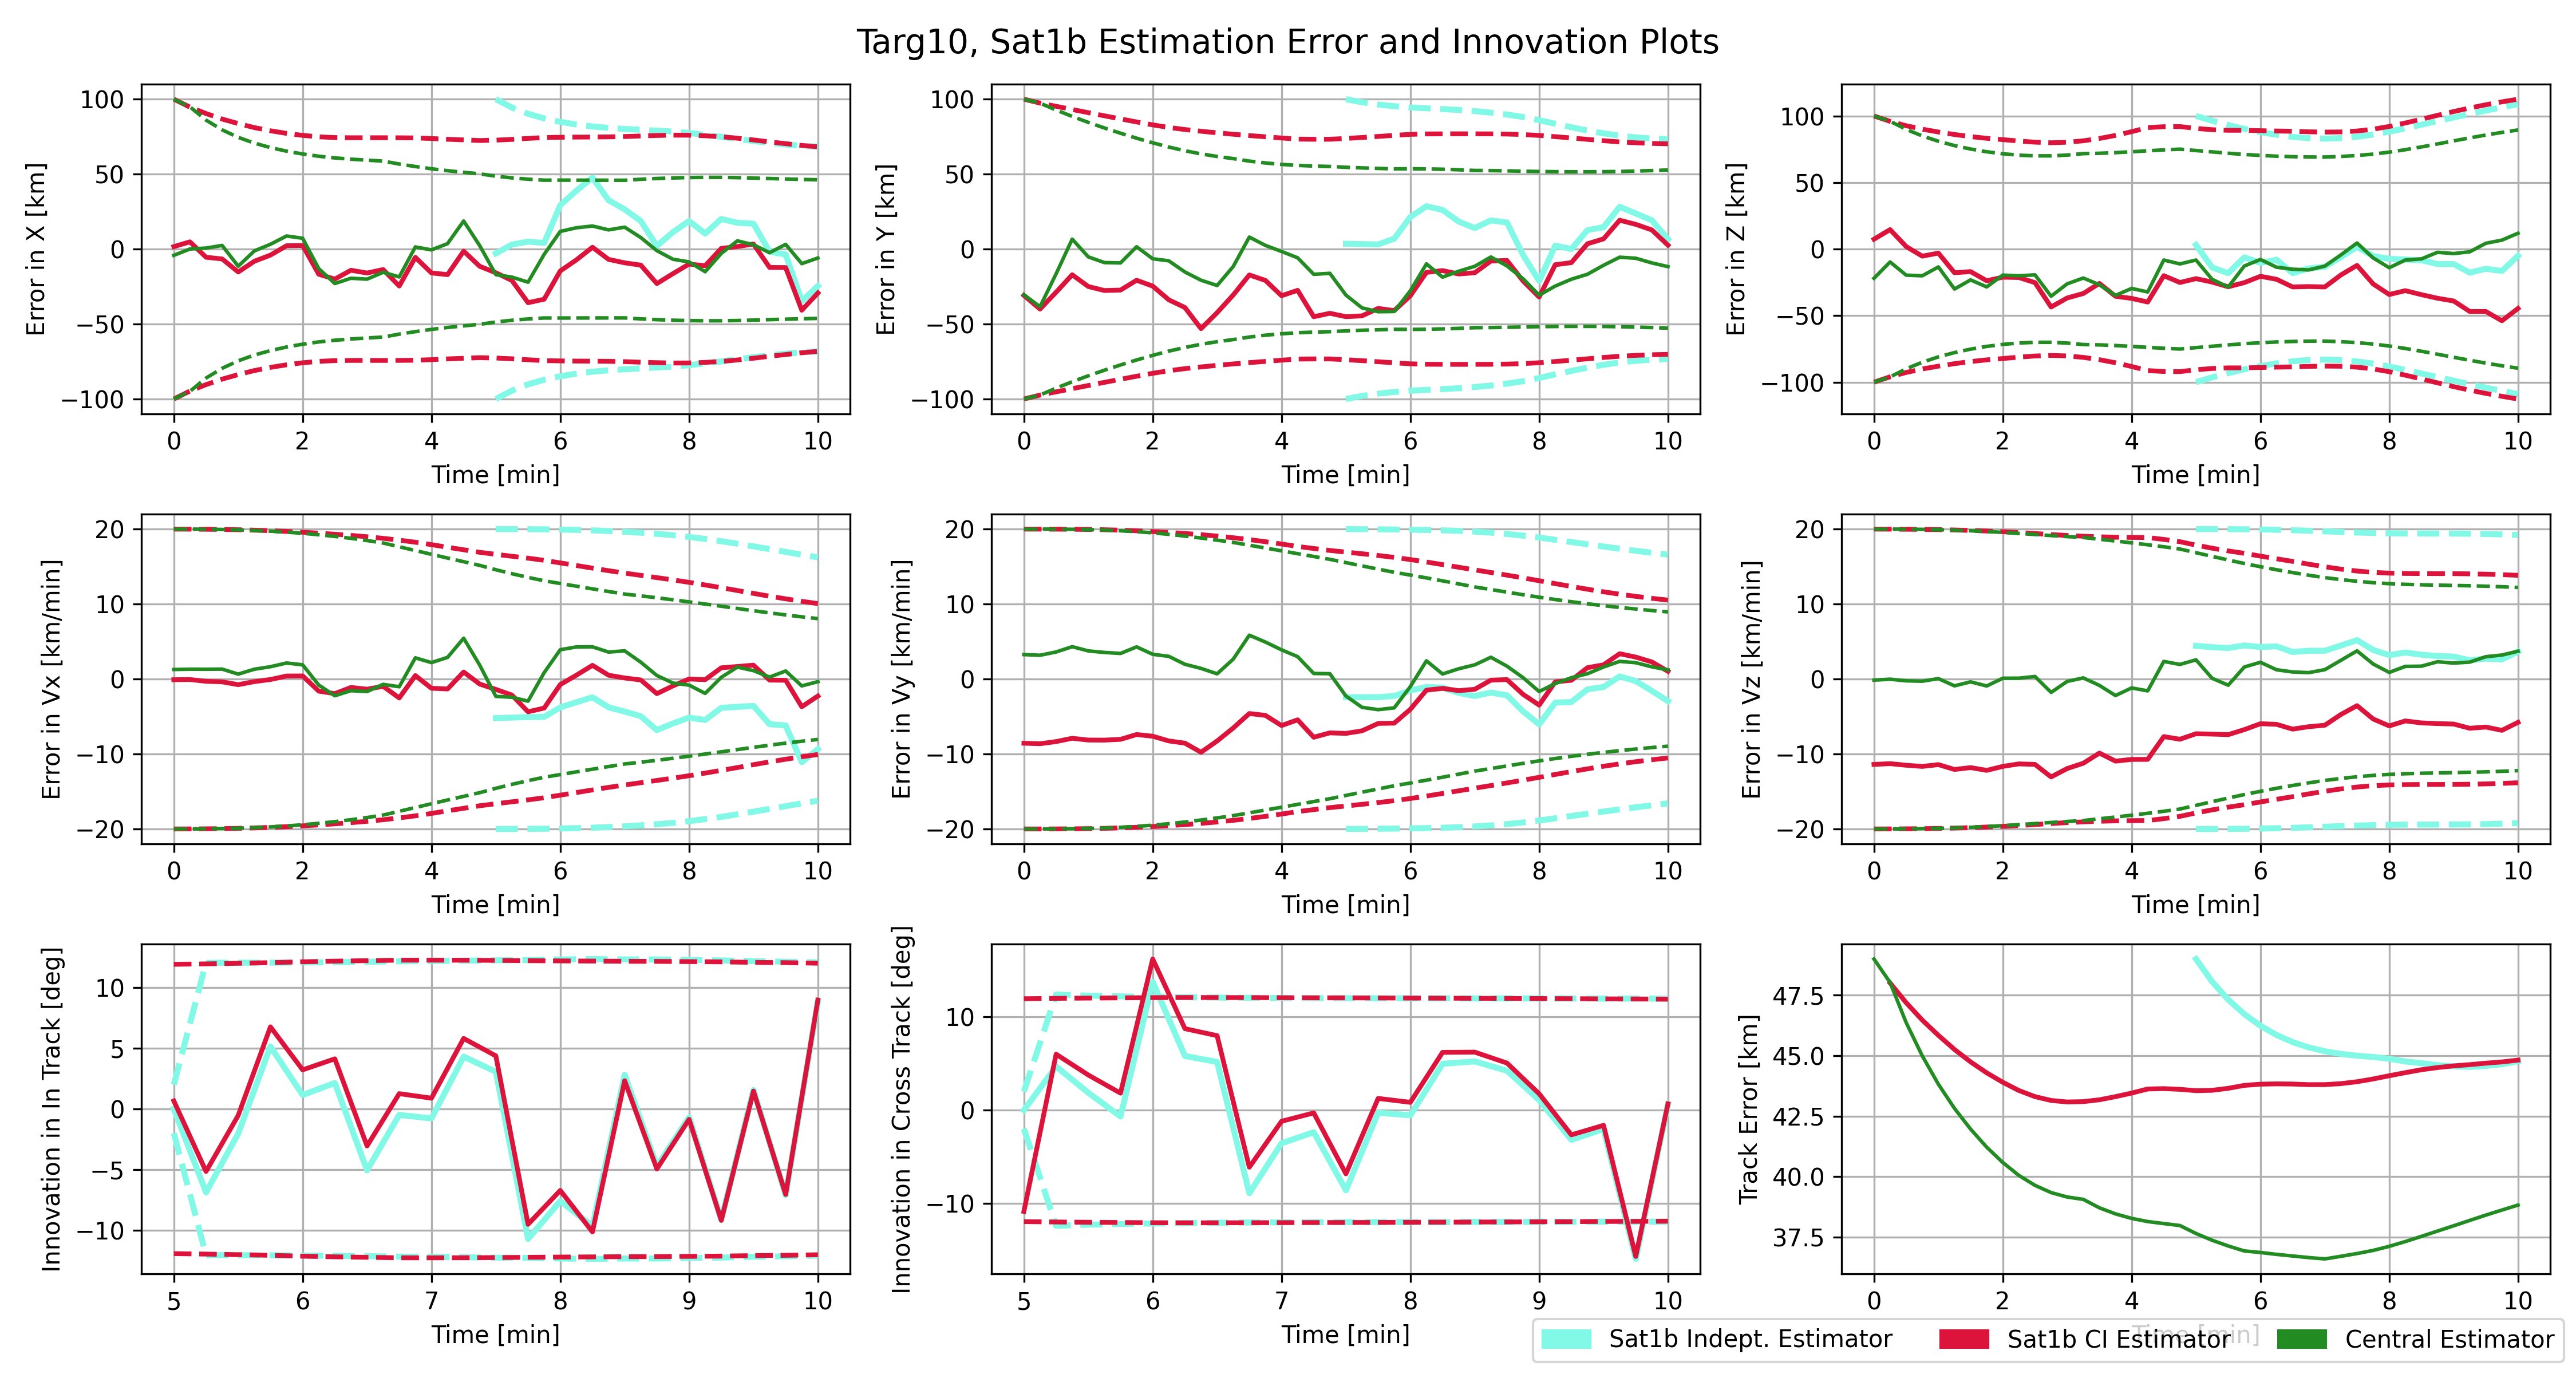 Targ10, Sat1b Estimation Error and Innovation Plots
Error in X [km]
100
50
0
−50
−100
0 2 4 6 8 10
Time [min]
Error in Y [km]
100
50
0
−50
−100
0 2 4 6 8 10
Time [min]
Error in Z [km]
100
50
0
−50
−100
0 2 4 6 8 10
Time [min]
Error in Vx [km/min]
20
10
0
−10
−20
0 2 4 6 8 10
Time [min]
Error in Vy [km/min]
20
10
0
−10
−20
0 2 4 6 8 10
Time [min]
Error in Vz [km/min]
20
10
0
−10
−20
0 2 4 6 8 10
Time [min]
Innovation in In Track [deg]
10
5
0
−5
−10
5 6 7 8 9 10
Time [min]
Innovation in Cross Track [deg]
10
0
−10
5 6 7 8 9 10
Time [min]
Track Error [km]
47.5
45.0
42.5
40.0
37.5
0 2 4 6 8 10
Time [min]
Sat1b Indept. Estimator Sat1b CI Estimator Central Estimator